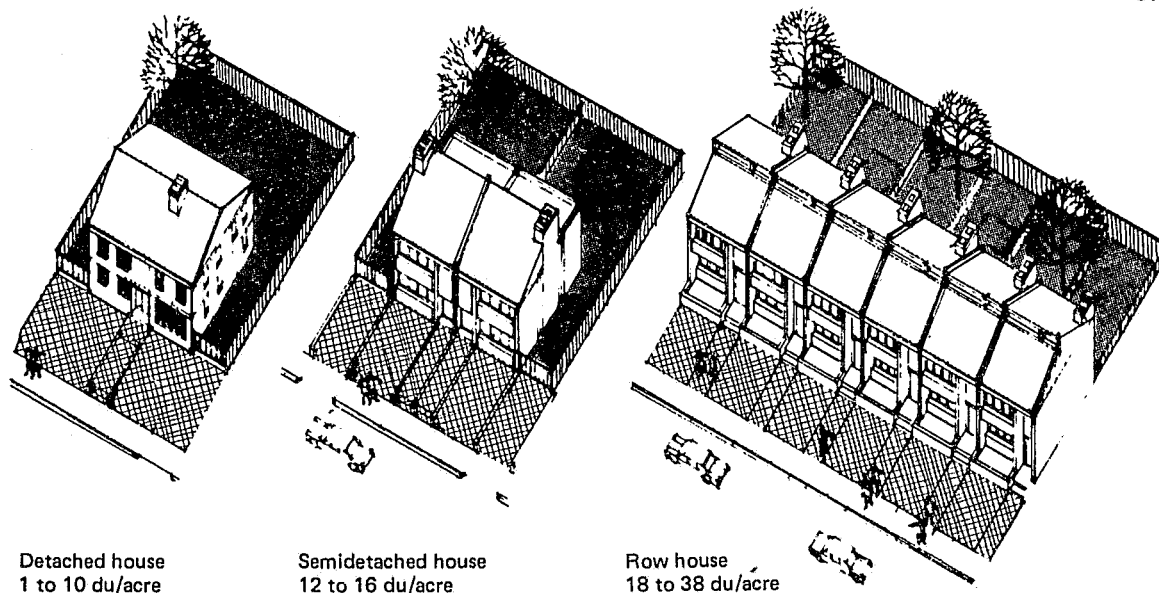 Detached house
1 to 10 du/acre
Semidetached house
12 to 16 du/acre
Row house
18 to 38 du/acre